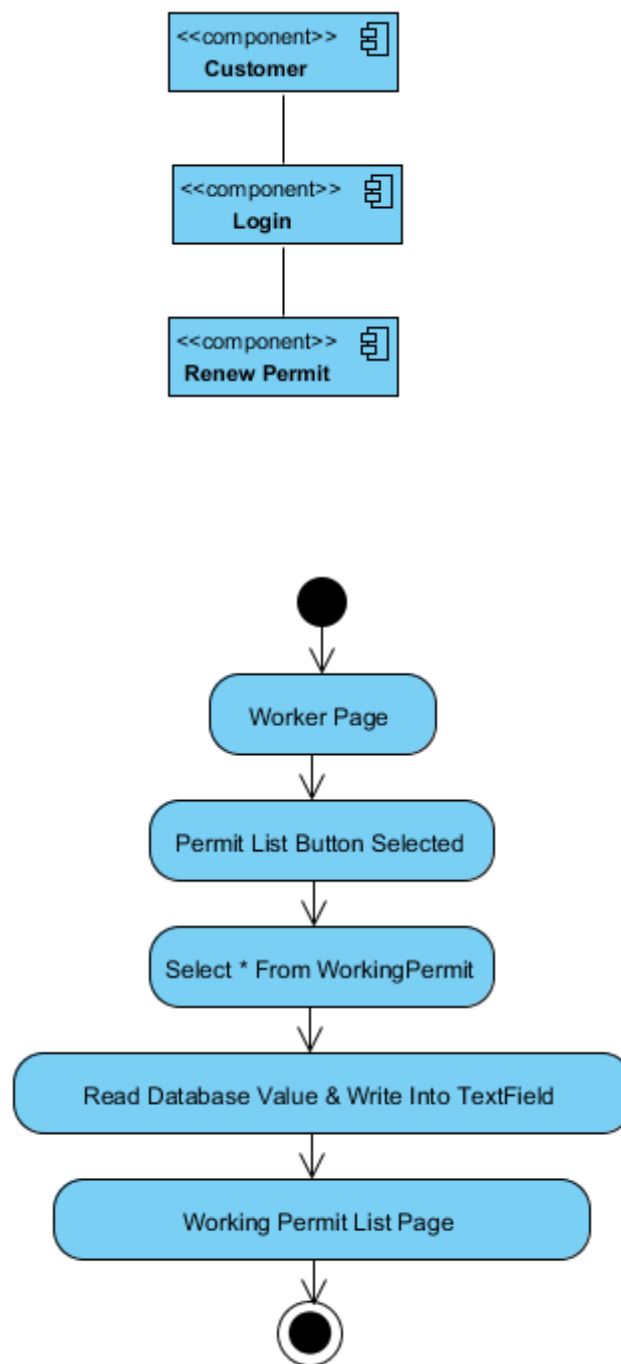 <<component>>
Customer
<<component>>
Login
<<component>>
Renew Permit
Worker Page
Permit List Button Selected
Select * From WorkingPermit
Read Database Value & Write Into TextField
Working Permit List Page